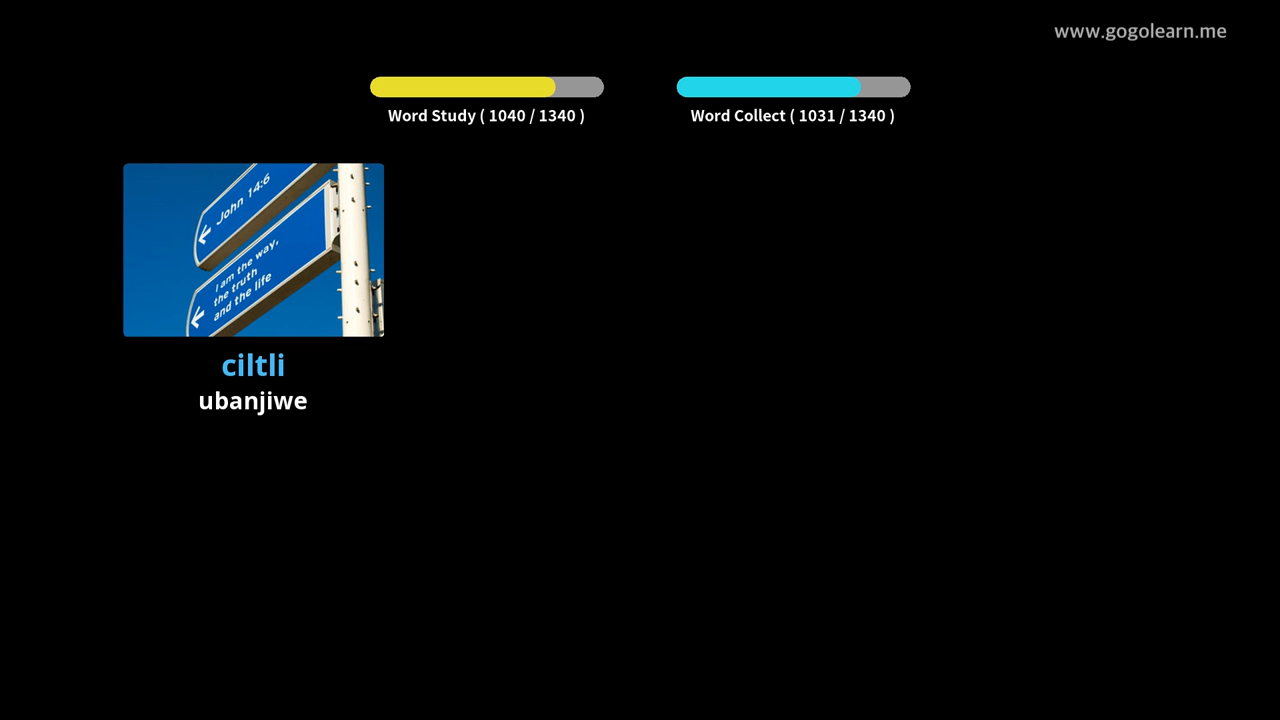 www.gogolearn.me
Word Study ( 1040 / 1340 )
Word Collect ( 1031 / 1340 )
John 14:6
I am the way,
the truth
and the life
ciltli
ubanjiwe